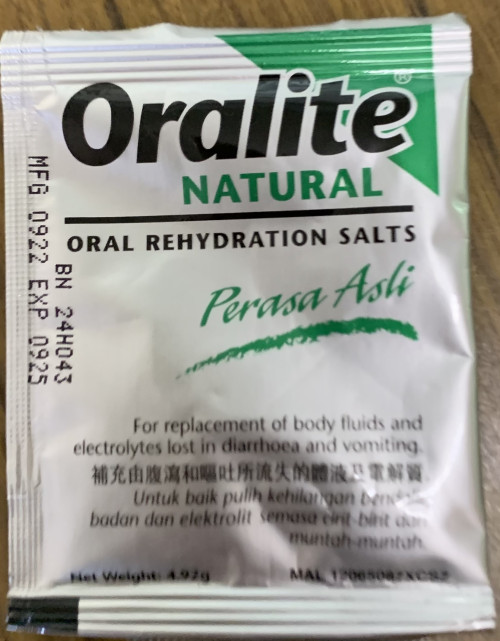 Oralite®
NATURAL
ORAL REHYDRATION SALTS
Perasa Asli
MFG 0922 EXP 0925
BN 24H043
For replacement of body fluids and
electrolytes lost in diarrhoea and vomiting.
補充由腹瀉和嘔吐所流失的體液及電解質.
Untuk baik pulih kehilangan bendalir
badan dan elektrolit semasa cirit-birit dan
muntah-muntah.
Net Weight: 4.92g
MAL